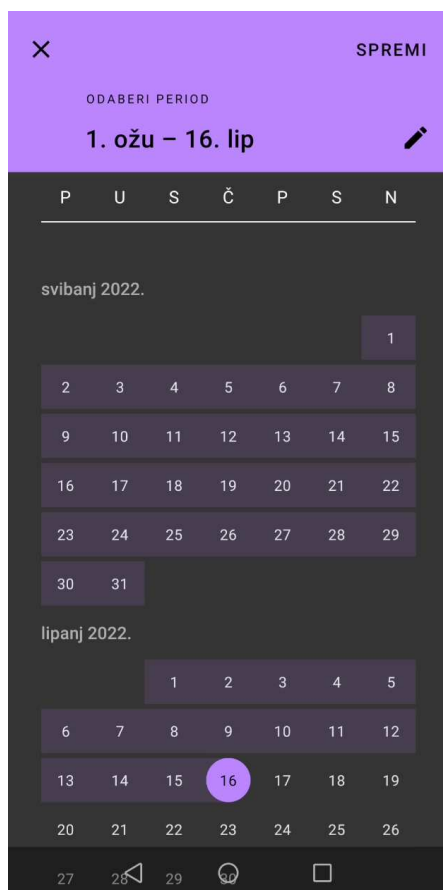 SPREMI
ODABERI PERIOD
1. ožu – 16. lip
P U S Č P S N
svibanj 2022.
1
2 3 4 5 6 7 8
9 10 11 12 13 14 15
16 17 18 19 20 21 22
23 24 25 26 27 28 29
30 31
lipanj 2022.
1 2 3 4 5
6 7 8 9 10 11 12
13 14 15 16 17 18 19
20 21 22 23 24 25 26
27 28 29 30